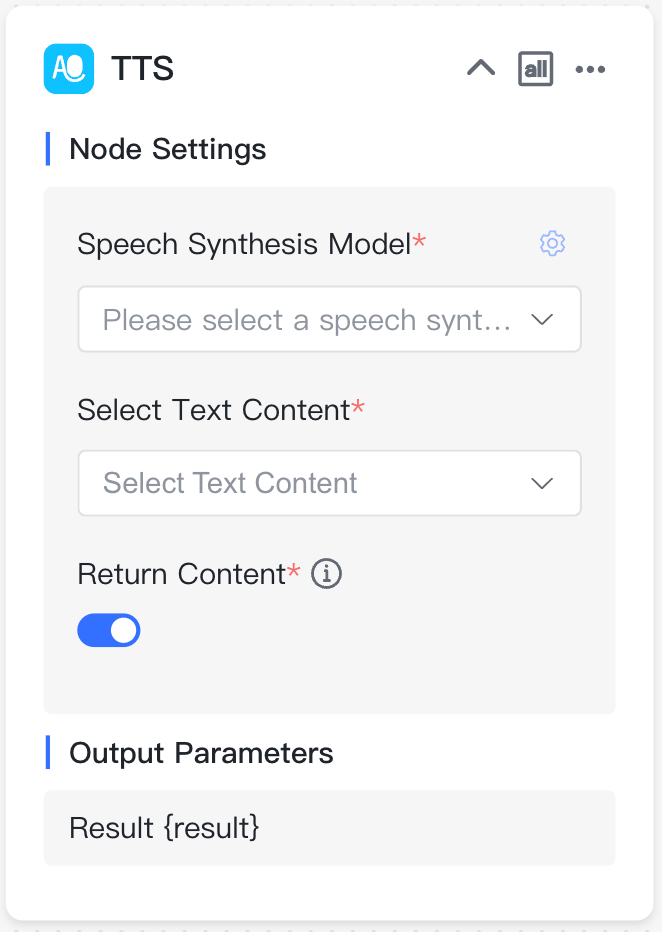 TTS
all
Node Settings
Speech Synthesis Model*
Please select a speech synt...
Select Text Content*
Select Text Content
Return Content*
Output Parameters
Result {result}